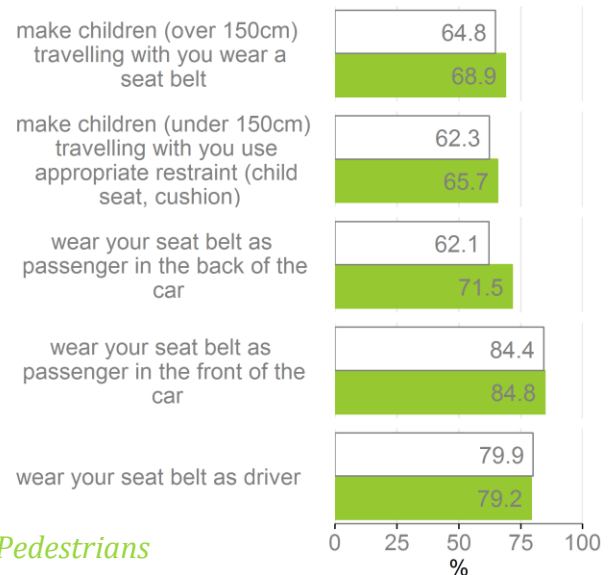 make children (over 150cm)
travelling with you wear a
seat belt
64.8
68.9
make children (under 150cm)
travelling with you use
appropriate restraint (child
seat, cushion)
62.3
65.7
wear your seat belt as
passenger in the back of the
car
62.1
71.5
wear your seat belt as
passenger in the front of the
car
84.4
84.8
wear your seat belt as driver
79.9
79.2
0 25 50 75 100
%
Pedestrians